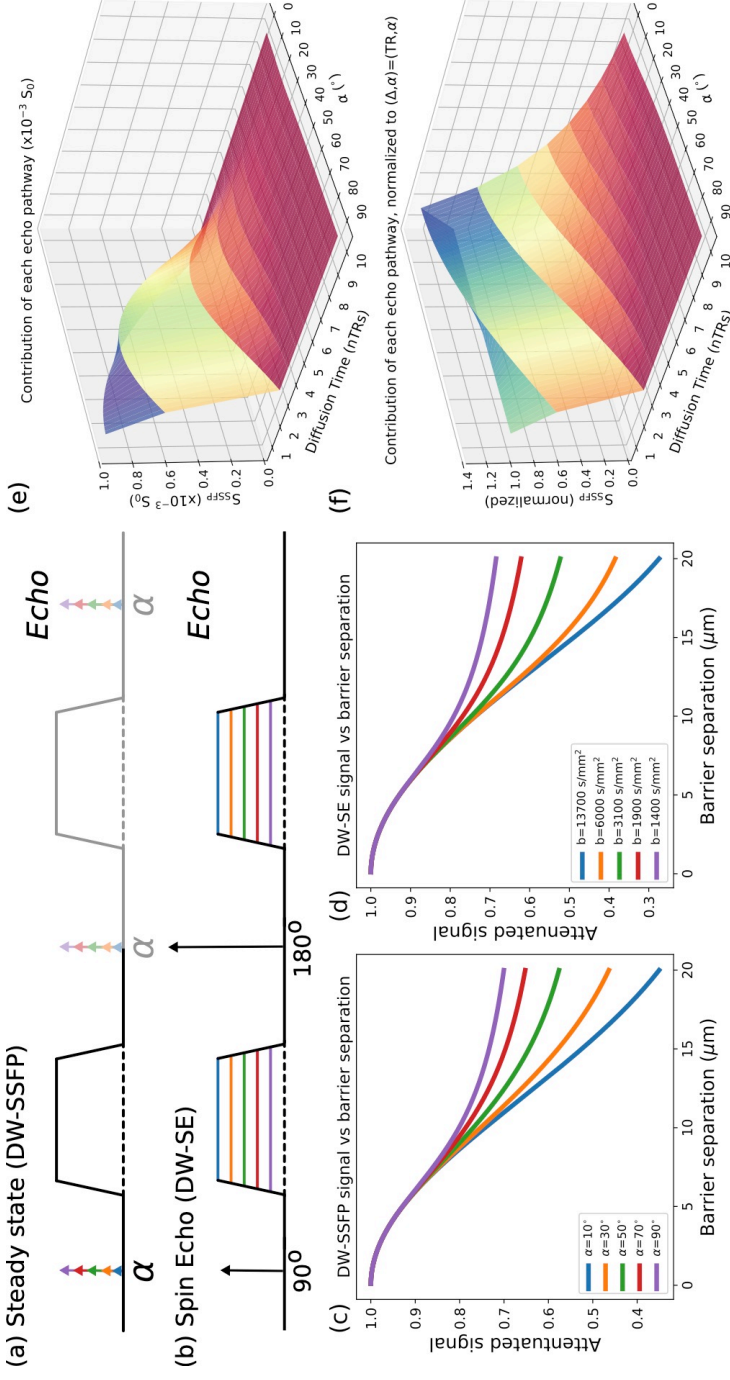 (a) Steady state (DW-SSFP)
α
α
α
Echo
(b) Spin Echo (DW-SE)
90°
180°
Echo
(c)
DW-SSFP signal vs barrier separation
Attentuated signal
1.0
0.9
0.8
0.7
0.6
0.5
0.4
α=10°
α=30°
α=50°
α=70°
α=90°
0
5
10
15
20
Barrier separation (μm)
(d)
DW-SE signal vs barrier separation
Attenuated signal
1.0
0.9
0.8
0.7
0.6
0.5
0.4
0.3
b=13700 s/mm²
b=6000 s/mm²
b=3100 s/mm²
b=1900 s/mm²
b=1400 s/mm²
0
5
10
15
20
Barrier separation (μm)
(e)
Contribution of each echo pathway (x10⁻³ S₀)
S_SSFP (x10⁻³ S₀)
1.0
0.8
0.6
0.4
0.2
0.0
1
2
3
4
5
6
7
8
9
10
Diffusion Time (nTRs)
90
80
70
60
50
40
30
20
10
0
α (°)
(f)
Contribution of each echo pathway, normalized to (Δ,α)=(TR,α)
S_SSFP (normalized)
1.4
1.2
1.0
0.8
0.6
0.4
0.2
0.0
1
2
3
4
5
6
7
8
9
10
Diffusion Time (nTRs)
90
80
70
60
50
40
30
20
10
0
α (°)